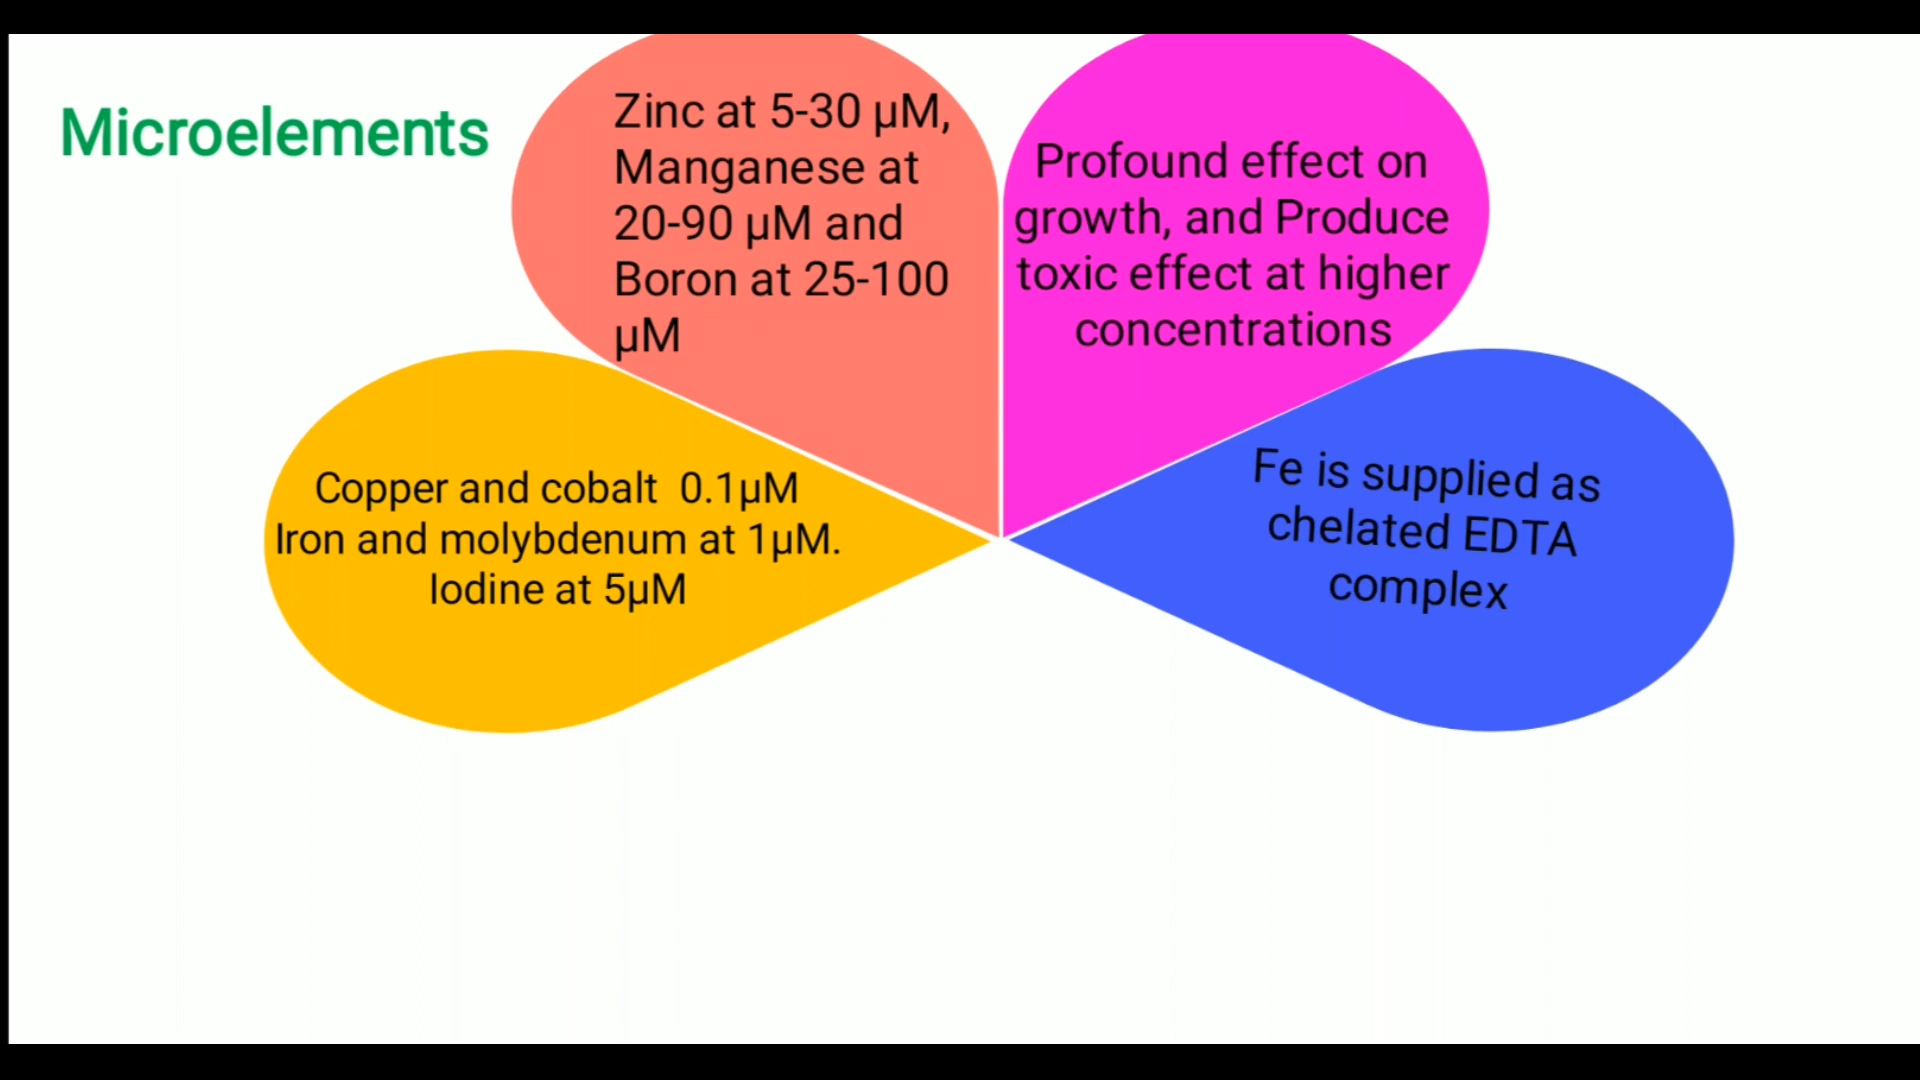 Microelements
Zinc at 5-30 µM,
Manganese at
20-90 µM and
Boron at 25-100
µM
Profound effect on
growth, and Produce
toxic effect at higher
concentrations
Copper and cobalt  0.1µM
Iron and molybdenum at 1µM.
Iodine at 5µM
Fe is supplied as
chelated EDTA
complex